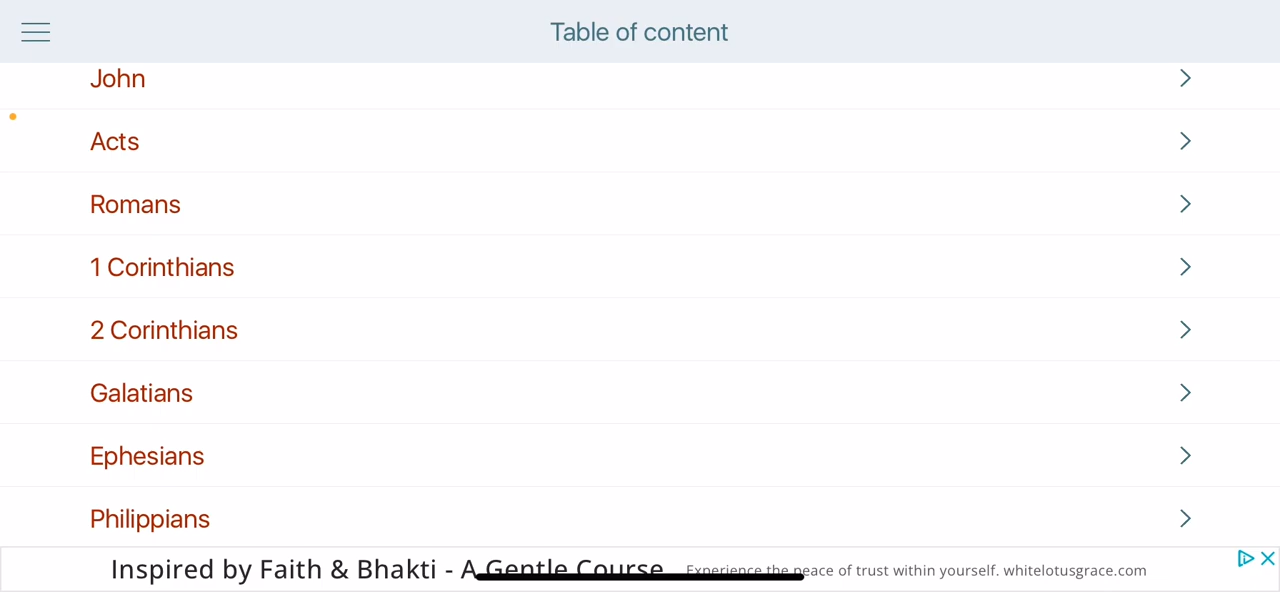 Table of content
John
Acts
Romans
1 Corinthians
2 Corinthians
Galatians
Ephesians
Philippians
Inspired by Faith & Bhakti - A Gentle Course Experience the peace of trust within yourself. whitelotusgrace.com